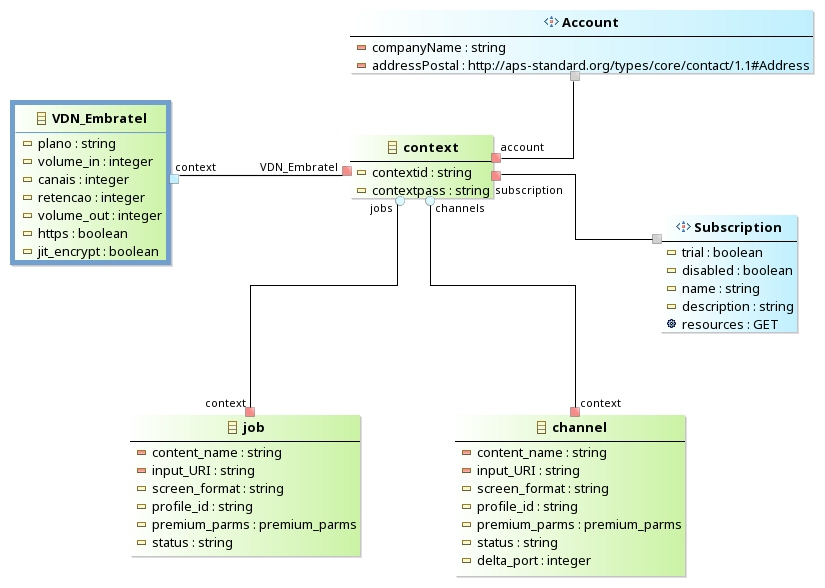 Account
companyName : string
addressPostal : http://aps-standard.org/types/core/contact/1.1#Address
VDN_Embratel
plano : string
volume_in : integer
canais : integer
retencao : integer
volume_out : integer
https : boolean
jit_encrypt : boolean
context
VDN_Embratel
context
contextid : string
contextpass : string
account
subscription
jobs
channels
Subscription
trial : boolean
disabled : boolean
name : string
description : string
resources : GET
context
job
content_name : string
input_URI : string
screen_format : string
profile_id : string
premium_parms : premium_parms
status : string
context
channel
content_name : string
input_URI : string
screen_format : string
profile_id : string
premium_parms : premium_parms
status : string
delta_port : integer